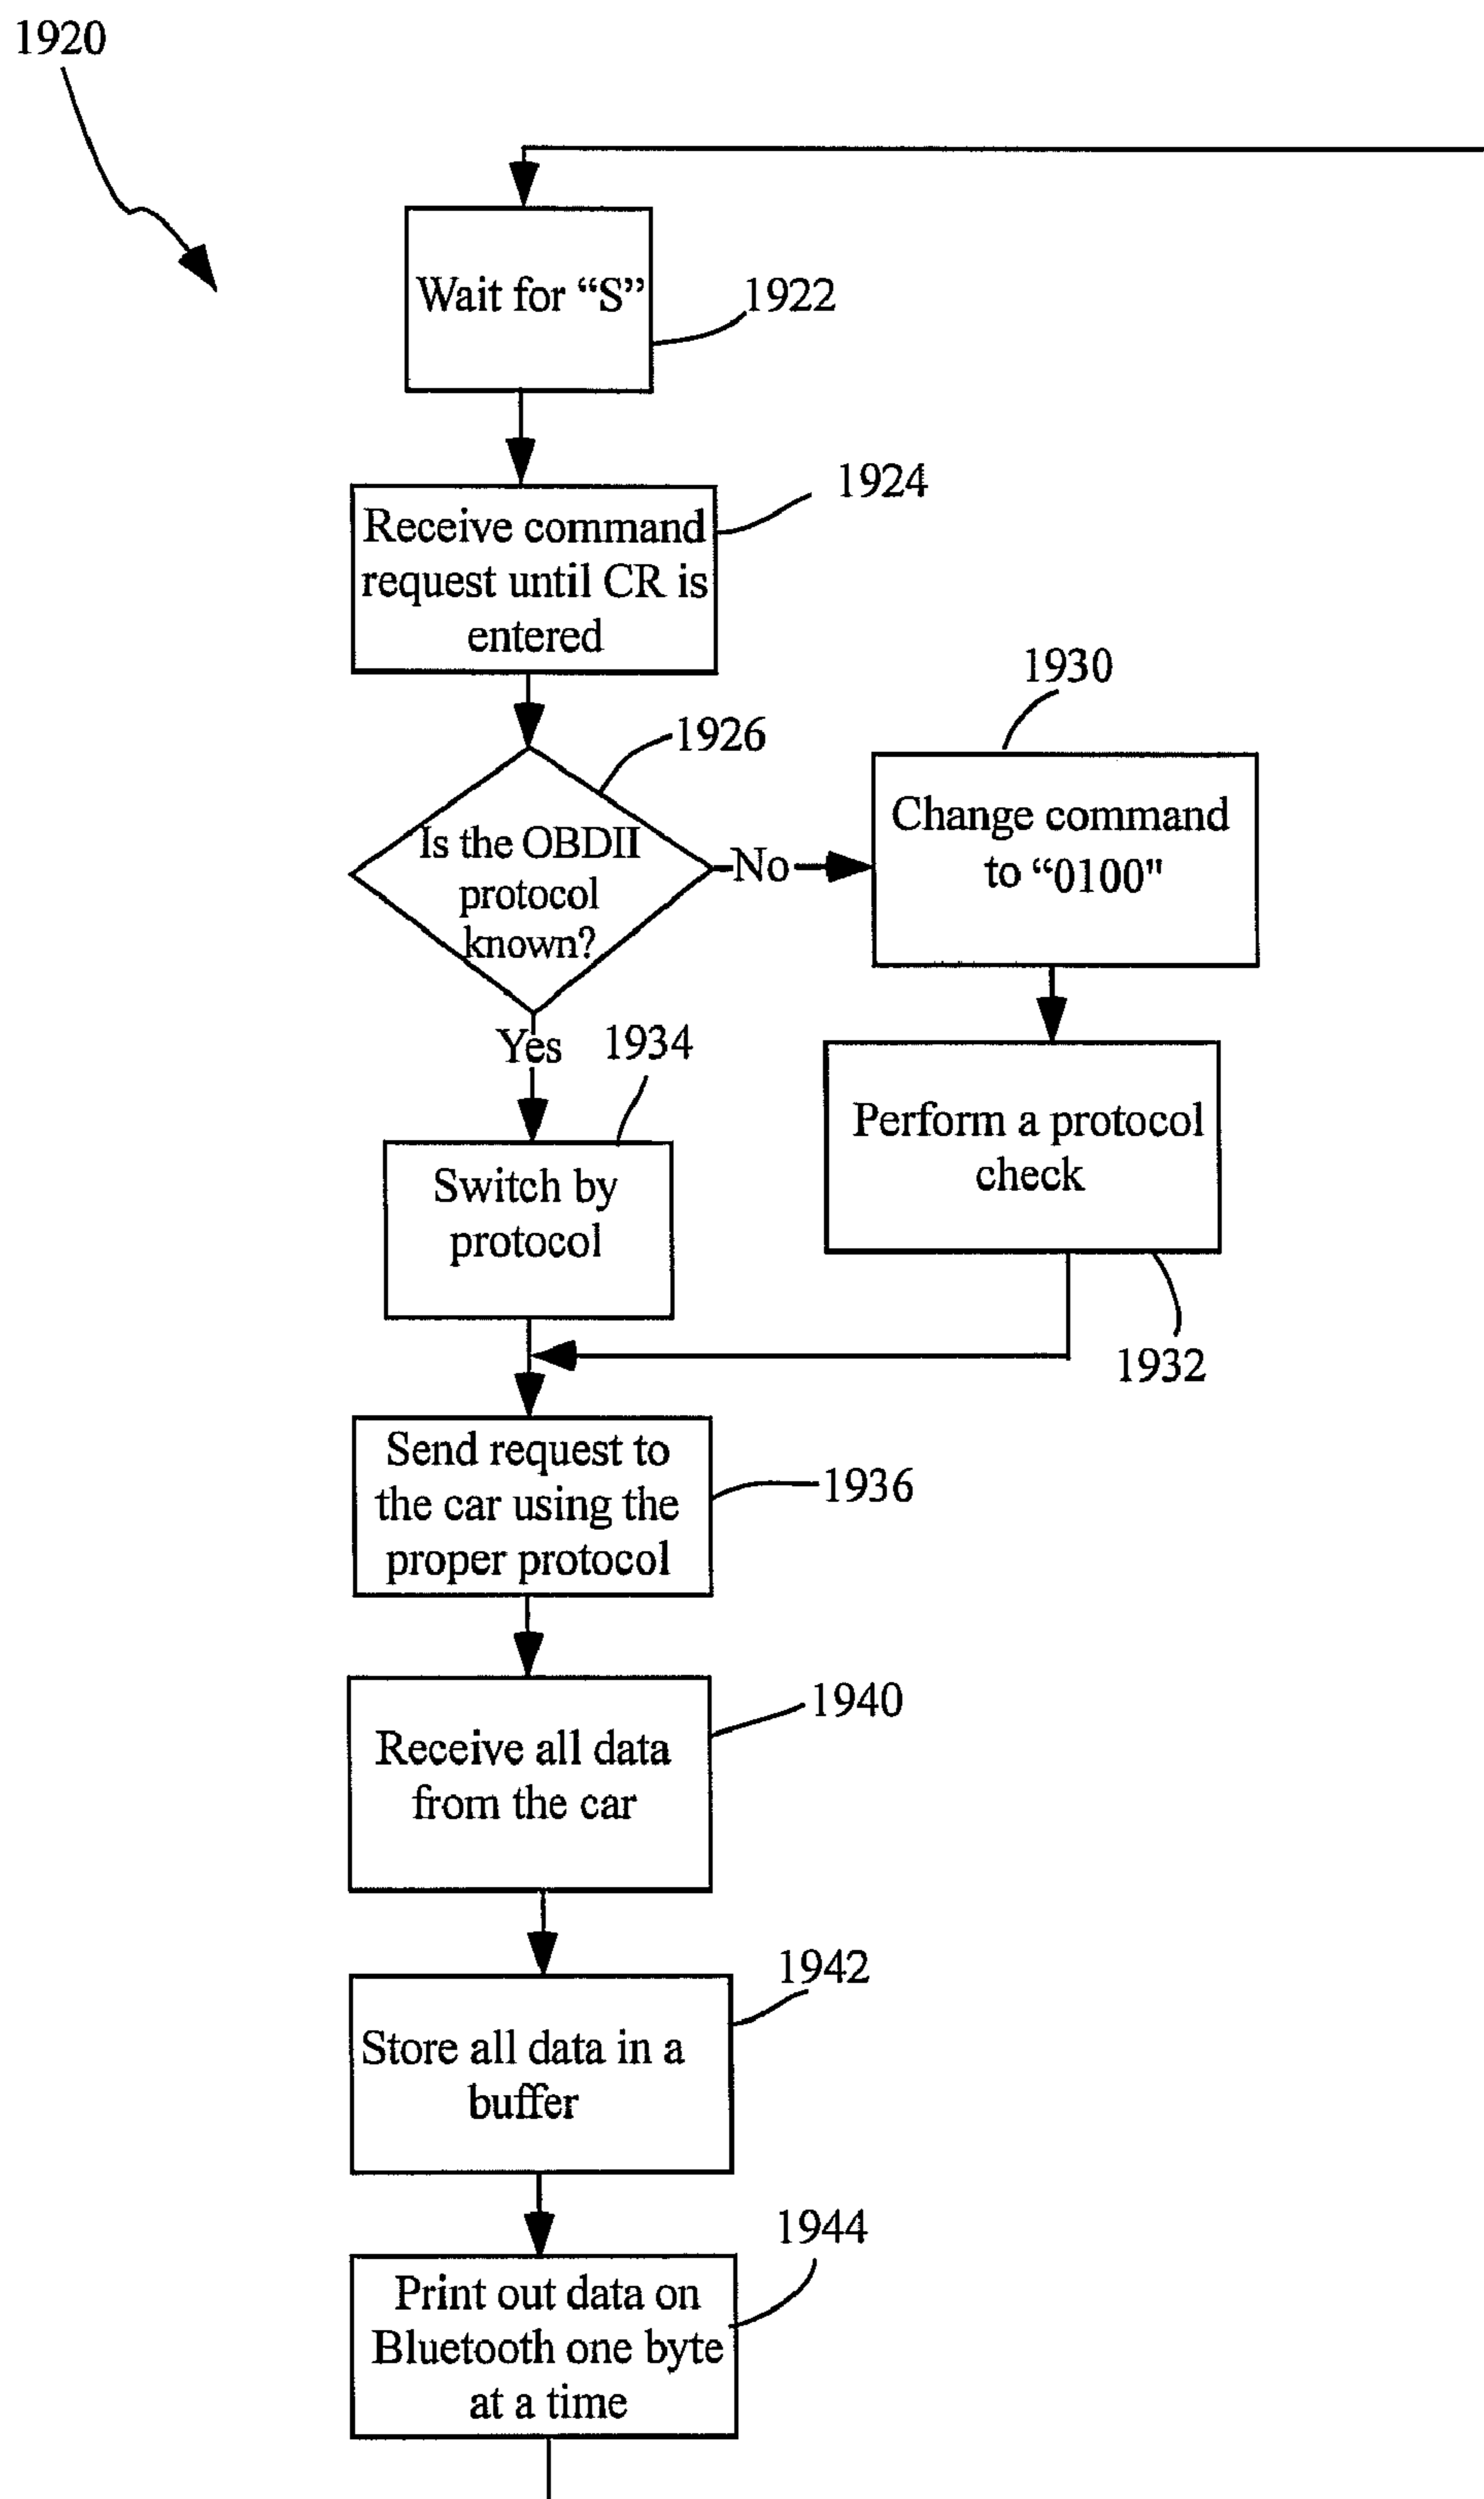 1920
Wait for “S”
1922
1924
Receive command
request until CR is
entered
1930
1926
Is the OBDII
protocol
known?
No
Change command
to “0100"
Yes
1934
Perform a protocol
check
Switch by
protocol
1932
Send request to
the car using the
proper protocol
1936
1940
Receive all data
from the car
1942
Store all data in a
buffer
1944
Print out data on
Bluetooth one byte
at a time